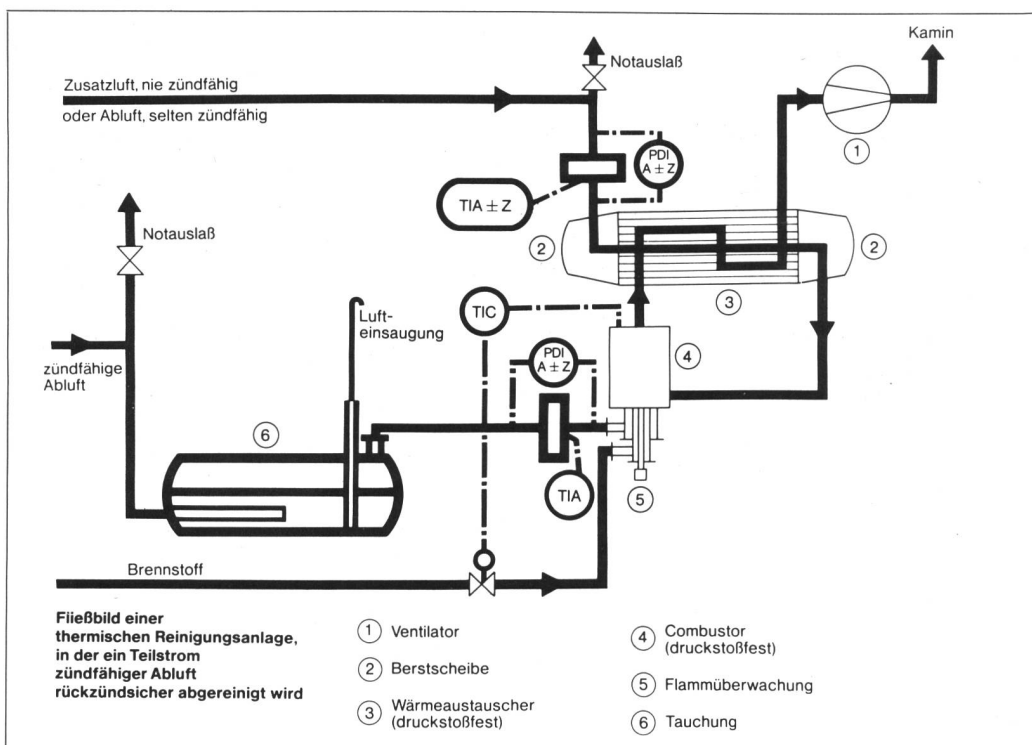 Kamin
Notauslaß
Zusatzluft, nie zündfähig
oder Abluft, selten zündfähig
1
PDI
A ± Z
TIA ± Z
2
2
Notauslaß
3
Luft-
einsaugung
TIC
4
PDI
A ± Z
zündfähige
Abluft
6
TIA
5
Brennstoff
Fließbild einer
thermischen Reinigungsanlage,
in der ein Teilstrom
zündfähiger Abluft
rückzündsicher abgereinigt wird
1 Ventilator
2 Berstscheibe
3 Wärmeaustauscher
(druckstoßfest)
4 Combustor
(druckstoßfest)
5 Flammüberwachung
6 Tauchung